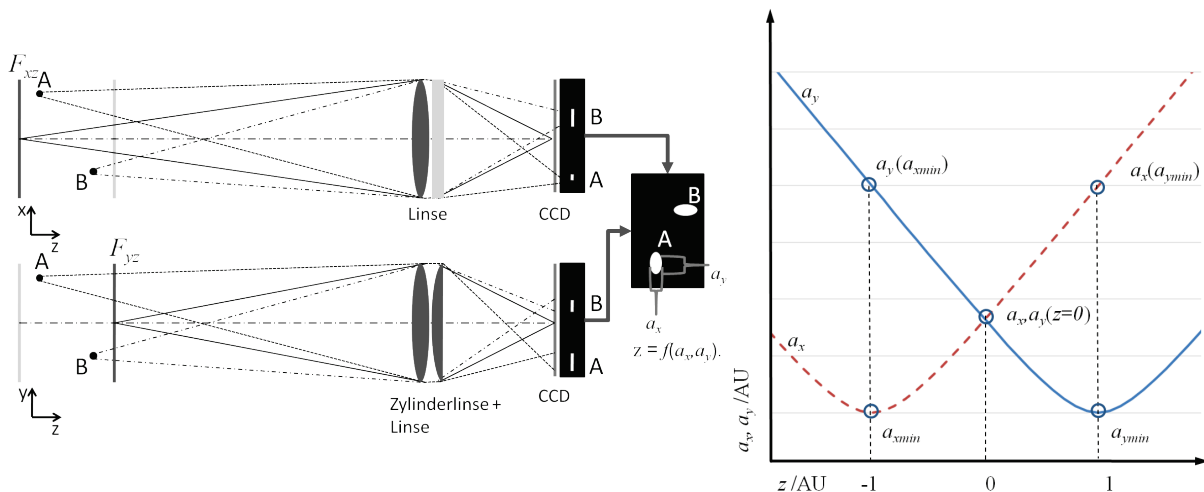 F_xz
A
B
x
z
Linse
CCD
B
A
F_yz
A
B
y
z
Zylinderlinse +
Linse
CCD
B
A
B
A
a_y
a_x
z = f(a_x,a_y).
a_x, a_y /AU
a_y
a_y(a_xmin)
a_x(a_ymin)
a_x,a_y(z=0)
a_x
a_xmin
a_ymin
z /AU -1 0 1